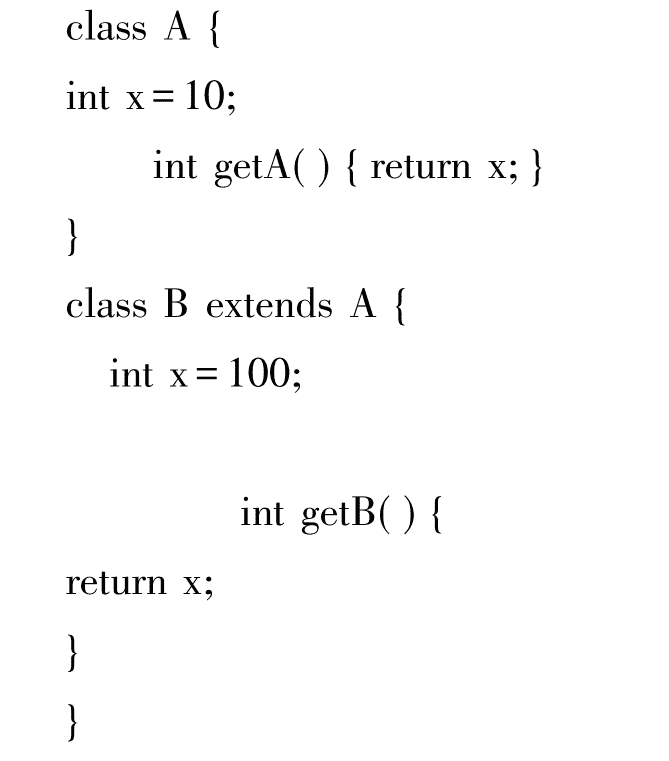 class A {
int x = 10;
int getA( ) { return x; }
}
class B extends A {
int x = 100;
int getB( ) {
return x;
}
}